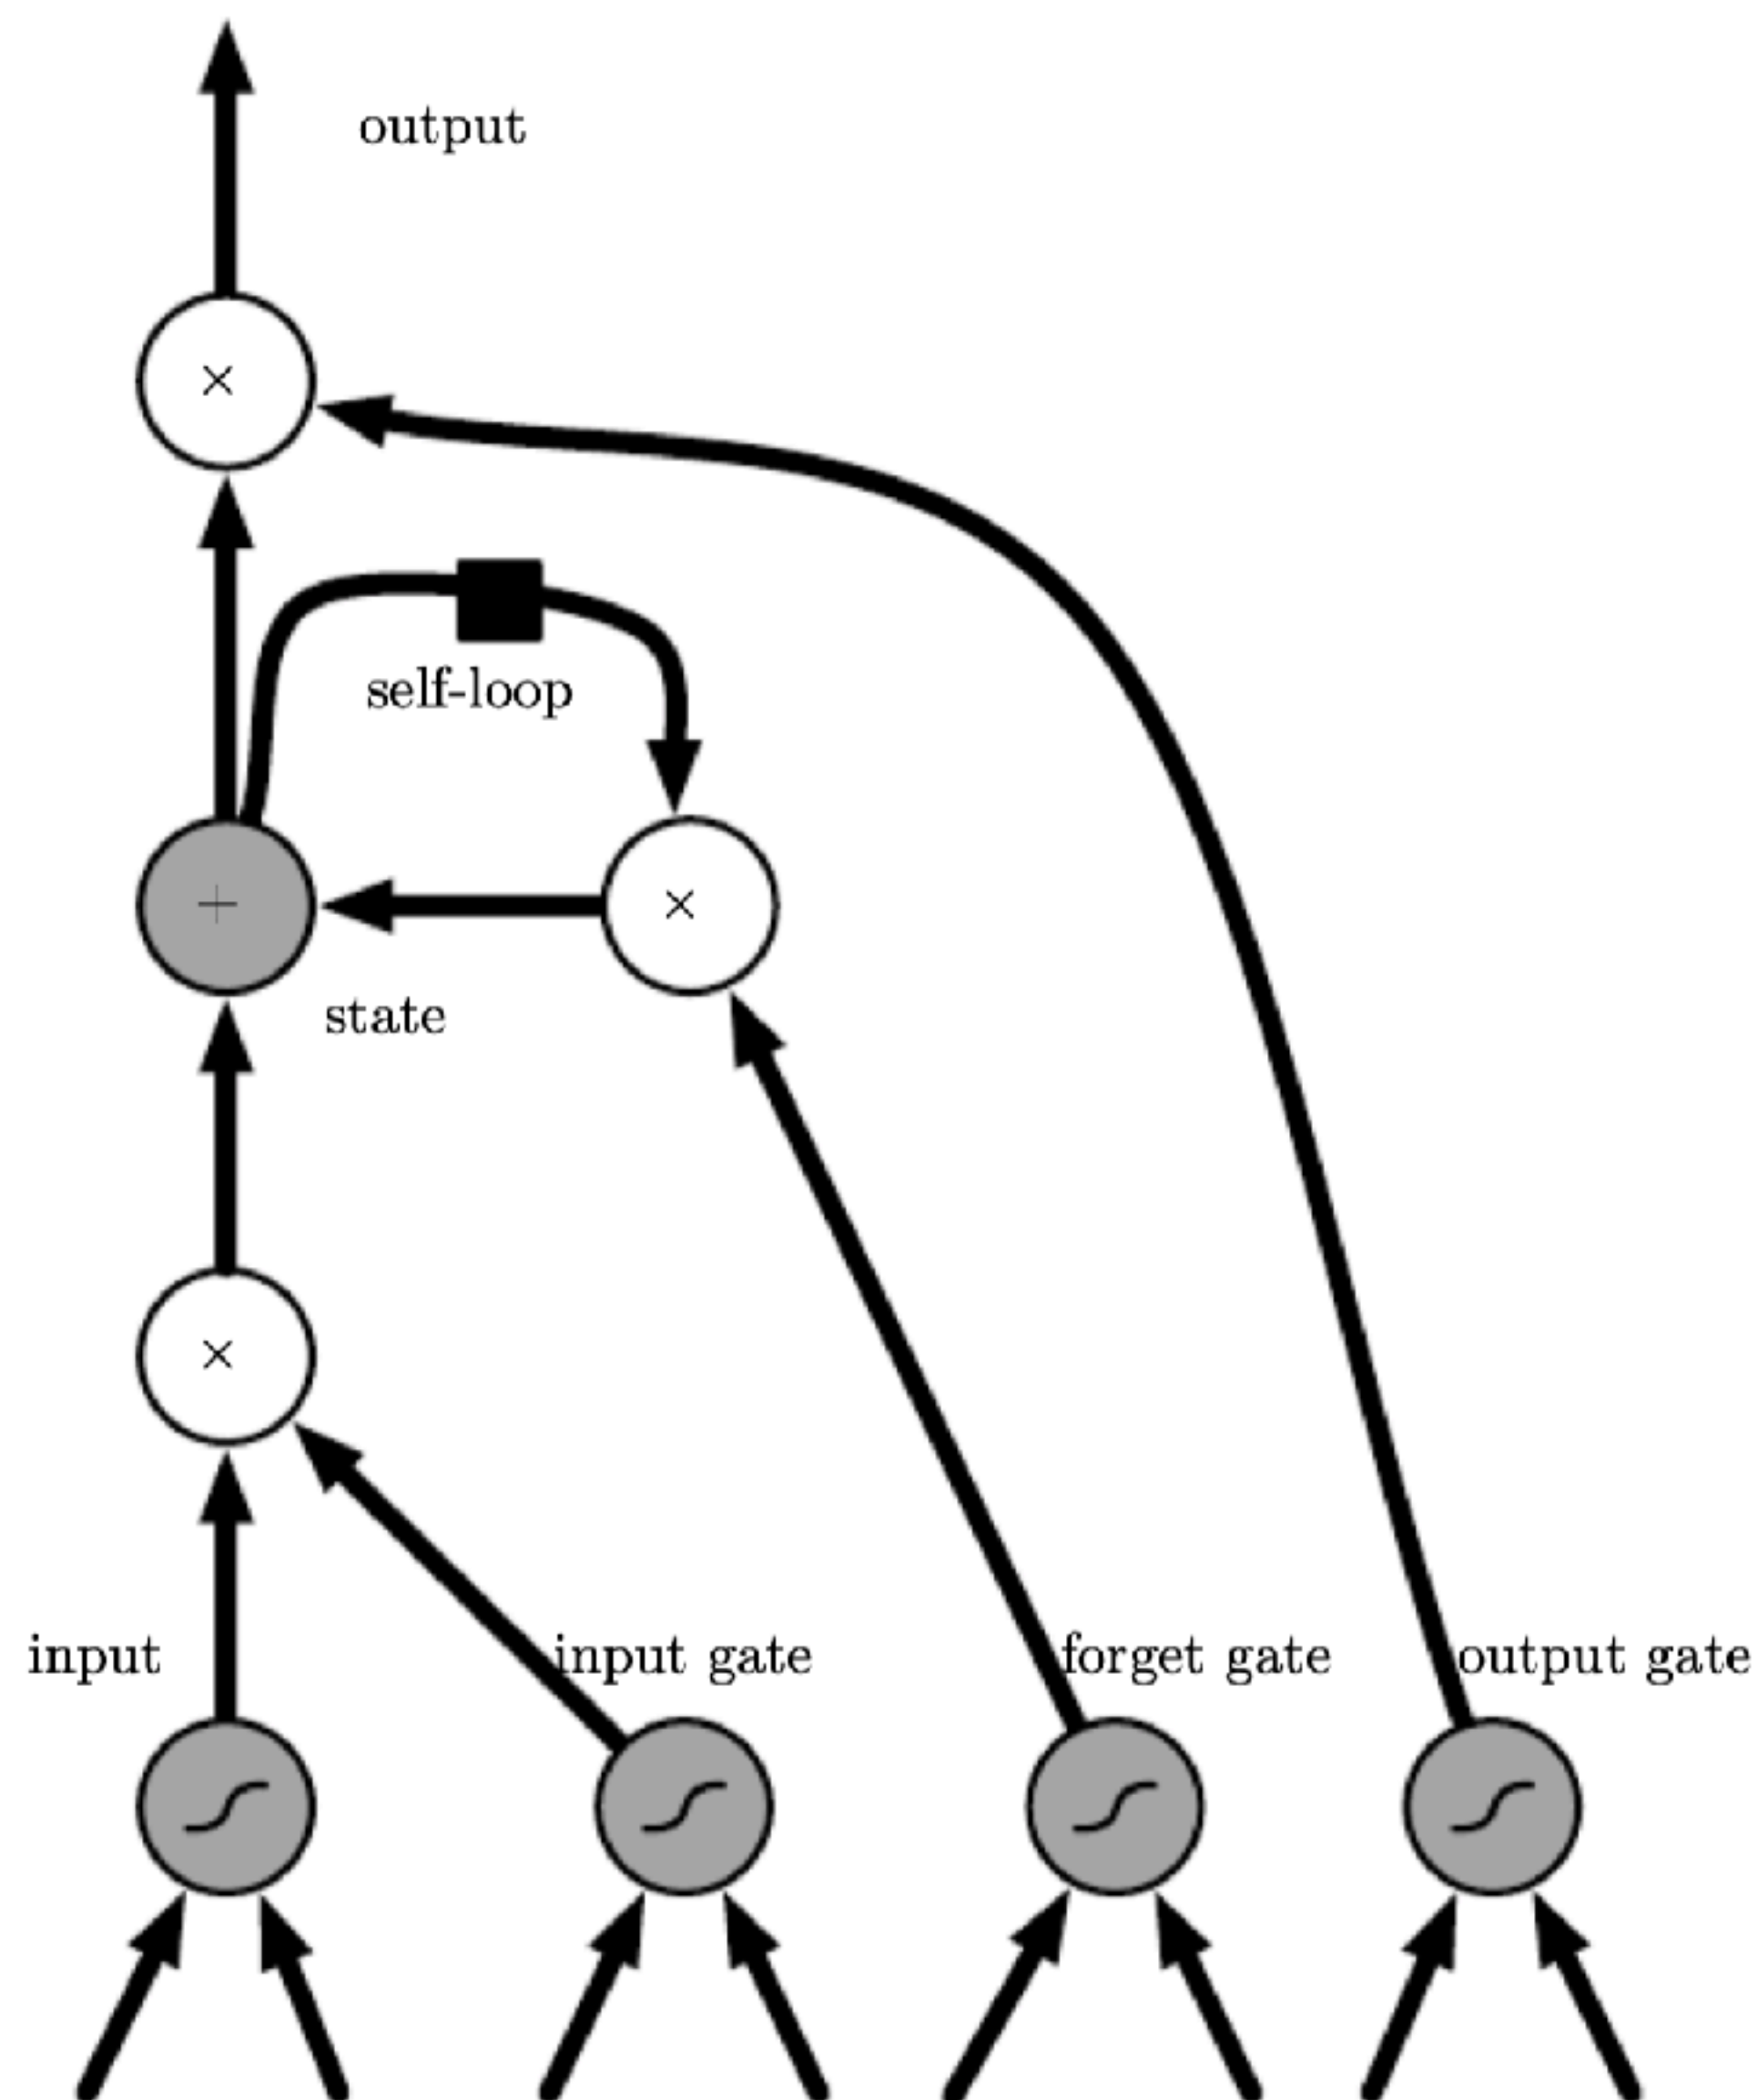 output
×
self-loop
+
×
state
×
input
input gate
forget gate
output gate